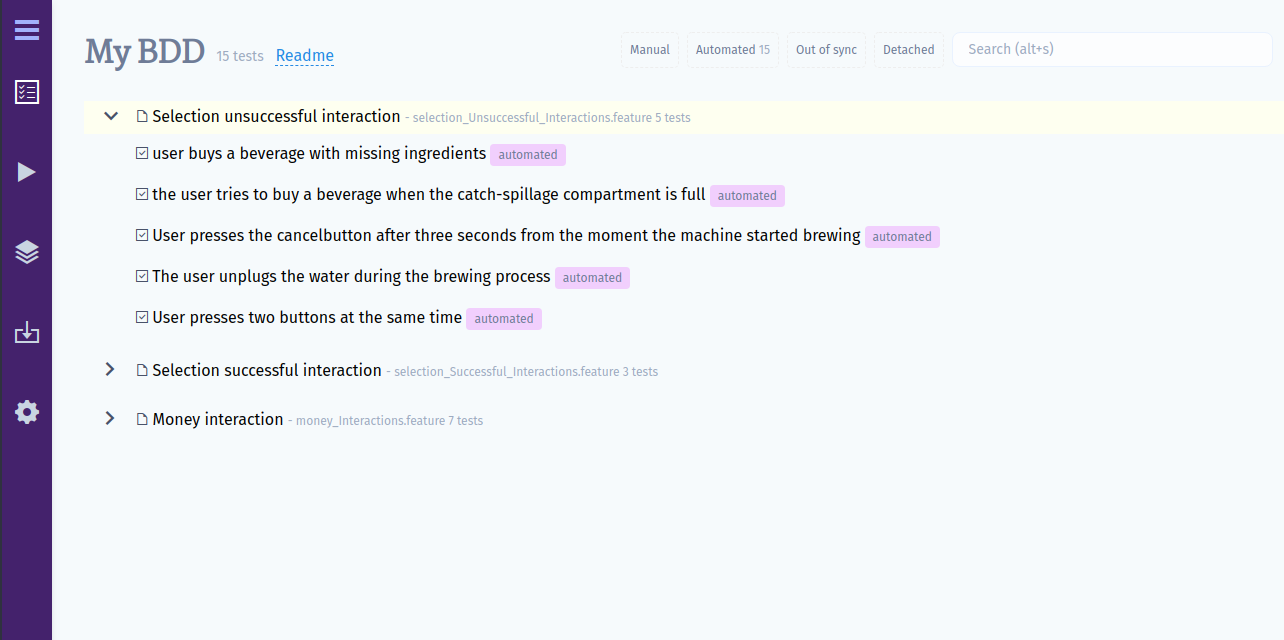 My BDD 15 tests Readme Manual Automated 15 Out of sync Detached Search (alt+s)
Selection unsuccessful interaction - selection_Unsuccessful_Interactions.feature 5 tests
user buys a beverage with missing ingredients automated
the user tries to buy a beverage when the catch-spillage compartment is full automated
User presses the cancelbutton after three seconds from the moment the machine started brewing automated
The user unplugs the water during the brewing process automated
User presses two buttons at the same time automated
Selection successful interaction - selection_Successful_Interactions.feature 3 tests
Money interaction - money_Interactions.feature 7 tests